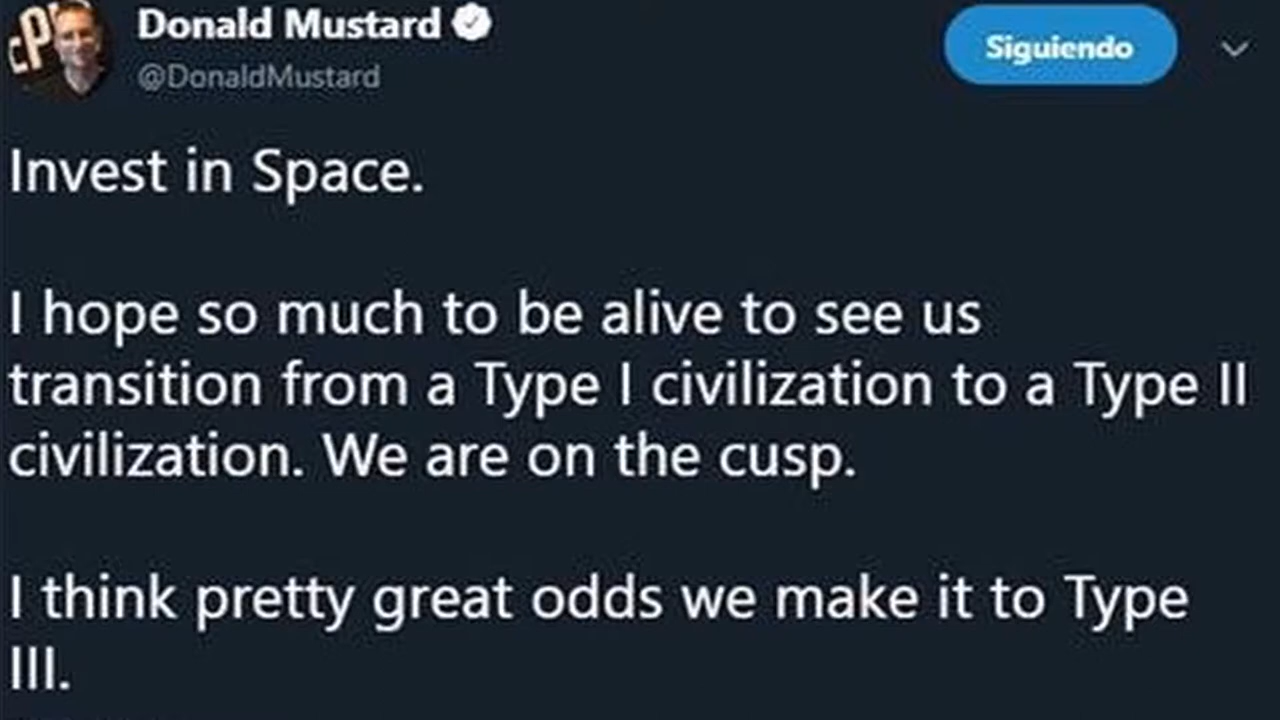 Donald Mustard
@DonaldMustard
Siguiendo
Invest in Space.
I hope so much to be alive to see us
transition from a Type I civilization to a Type II
civilization. We are on the cusp.
I think pretty great odds we make it to Type
III.